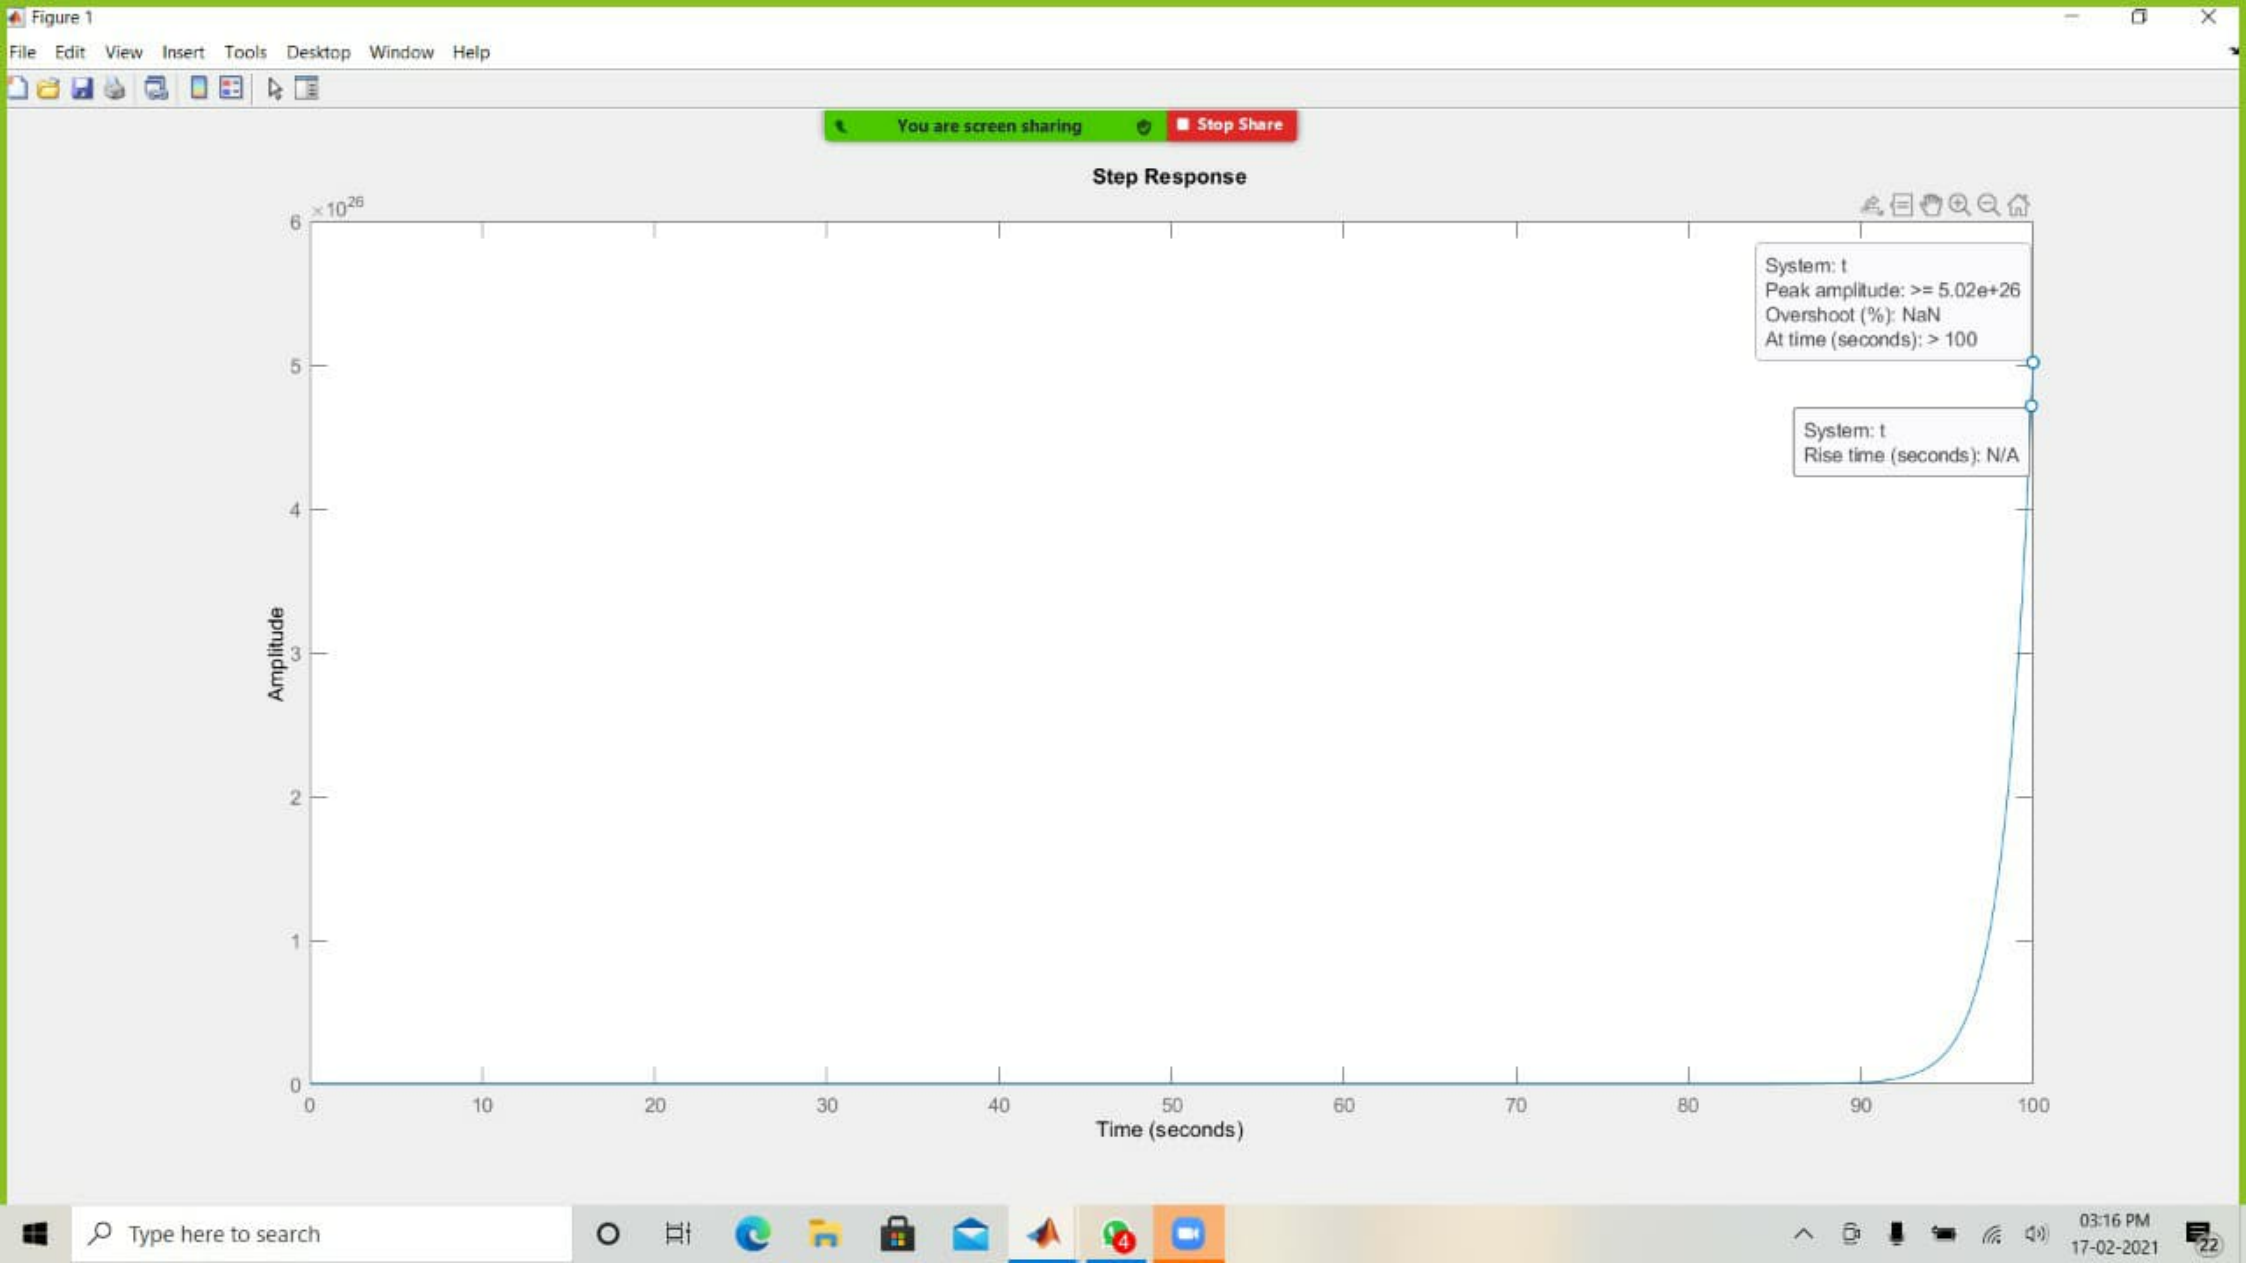 Figure 1
File Edit View Insert Tools Desktop Window Help
You are screen sharing
Stop Share
Step Response
×10^26
System: t
Peak amplitude: >= 5.02e+26
Overshoot (%): NaN
At time (seconds): > 100
System: t
Rise time (seconds): N/A
6
5
4
3
2
1
0
Amplitude
0 10 20 30 40 50 60 70 80 90 100
Time (seconds)
Type here to search
4
03:16 PM
17-02-2021
22